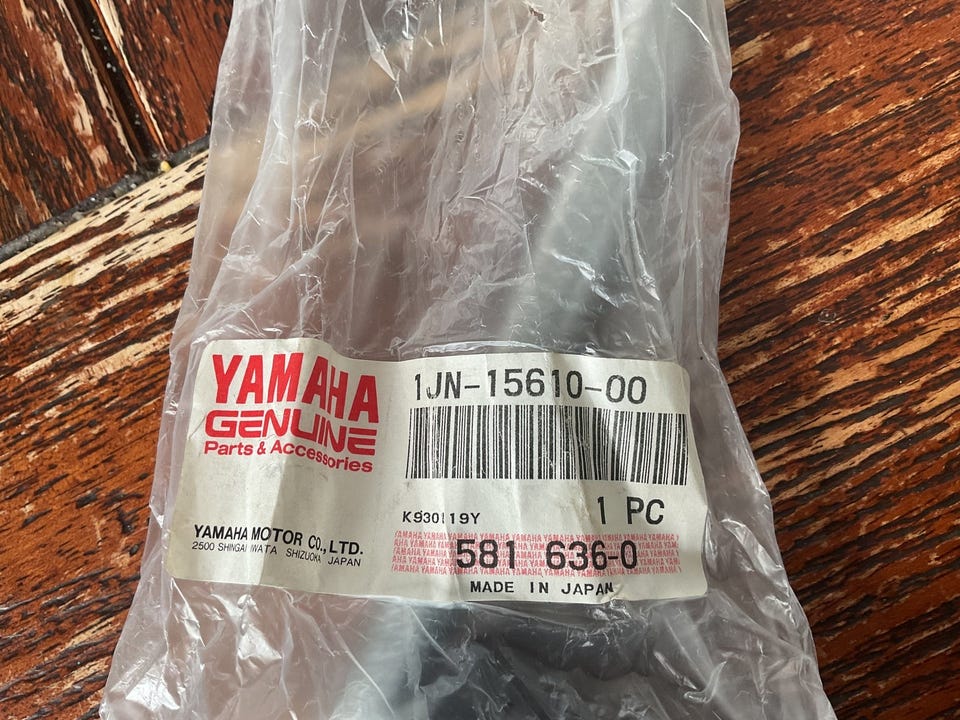 YAMAHA
GENUINE
Parts & Accessories
1JN-15610-00
1 PC
YAMAHA MOTOR CO., LTD.
2500 SHINGAI IWATA SHIZUOKA JAPAN
581 636-0
MADE IN JAPAN